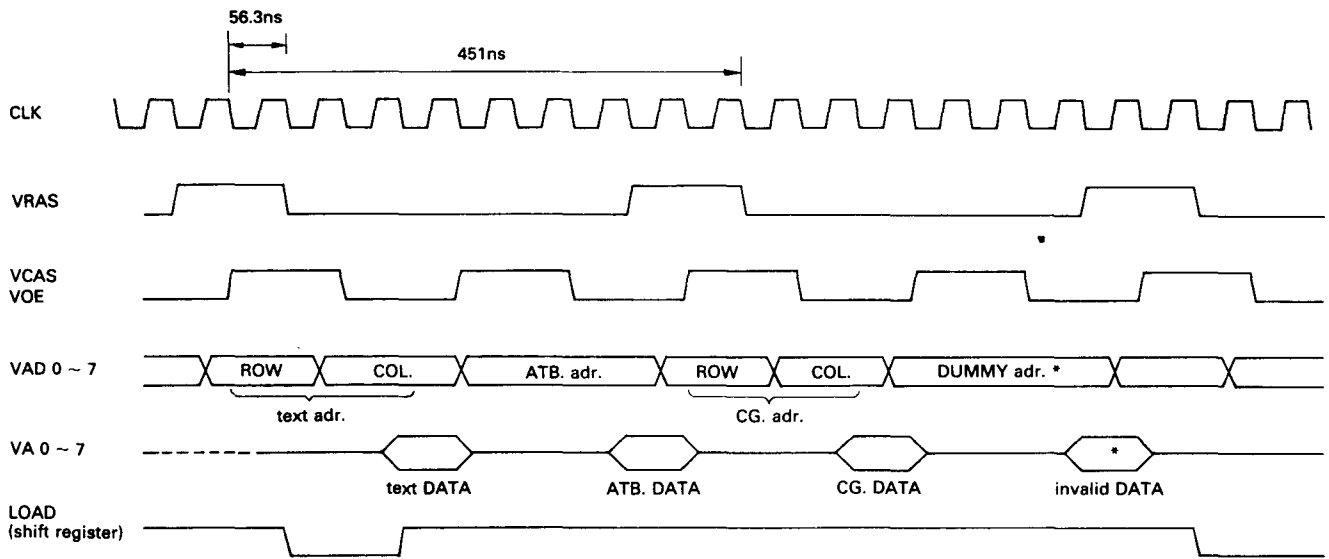 56.3ns
451ns
CLK
VRAS
VCAS
VOE
VAD 0 ~ 7
ROW
COL.
ATB. adr.
ROW
COL.
DUMMY adr. *
text adr.
CG. adr.
VA 0 ~ 7
*
text DATA
ATB. DATA
CG. DATA
invalid DATA
LOAD
(shift register)